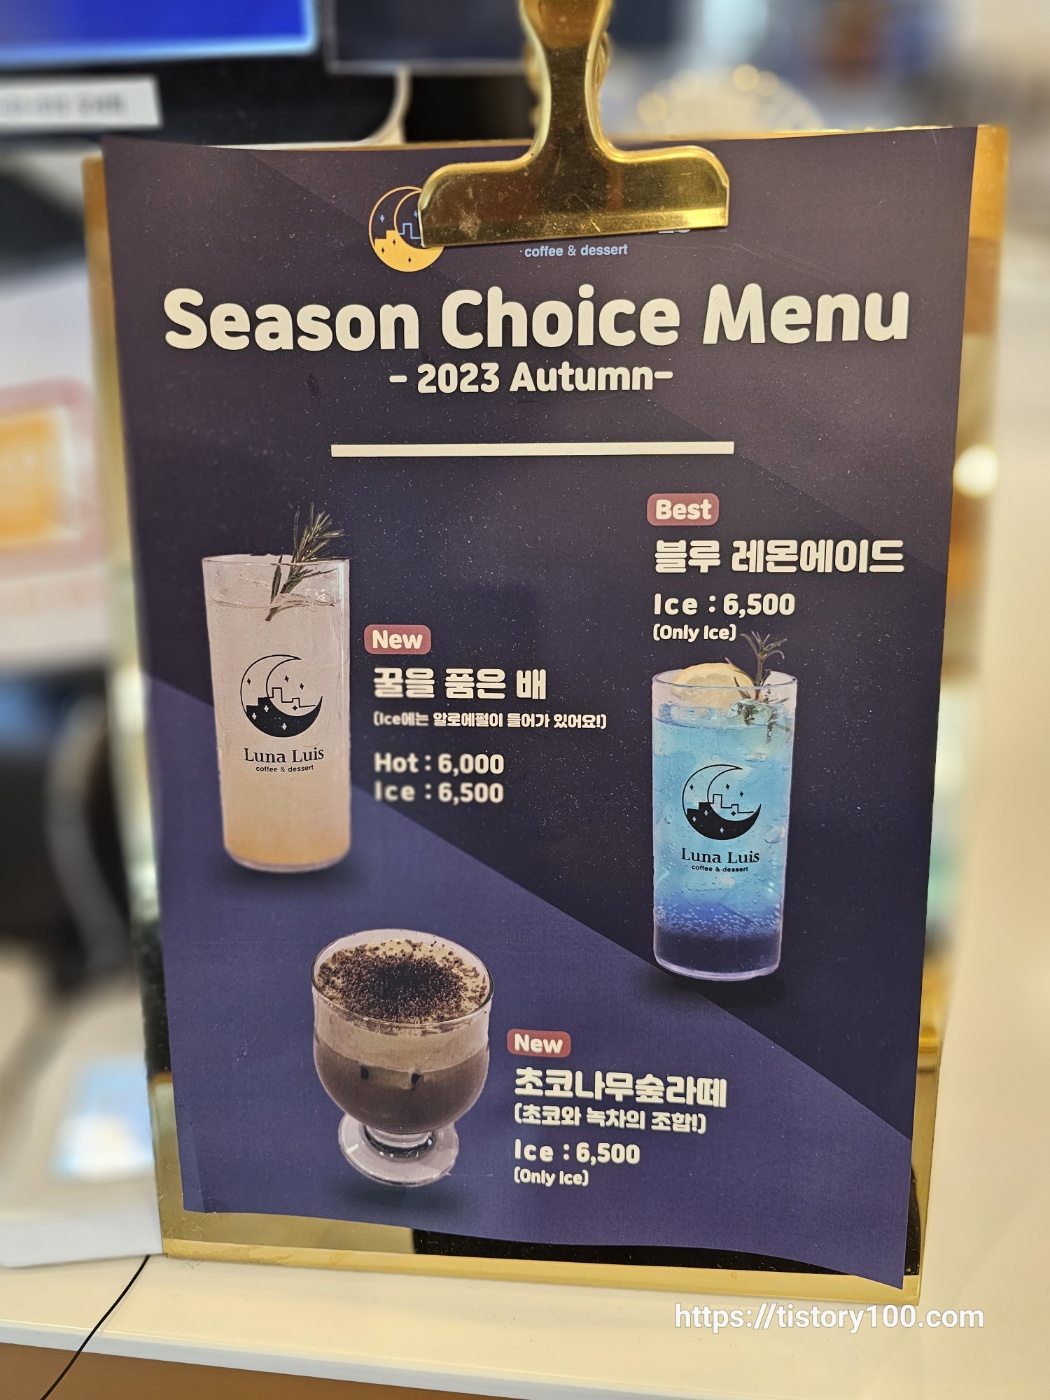 coffee & dessert
Season Choice Menu
- 2023 Autumn-
Best
블루 레몬에이드
Ice : 6,500
(Only Ice)
New
꿀을 품은 배
(Ice에는 알로에펄이 들어가 있어요!)
Hot : 6,000
Ice : 6,500
Luna Luis
coffee & dessert
Luna Luis
coffee & dessert
New
초코나무숲라떼
(초코와 녹차의 조합!)
Ice : 6,500
(Only Ice)
https://tistory100.com